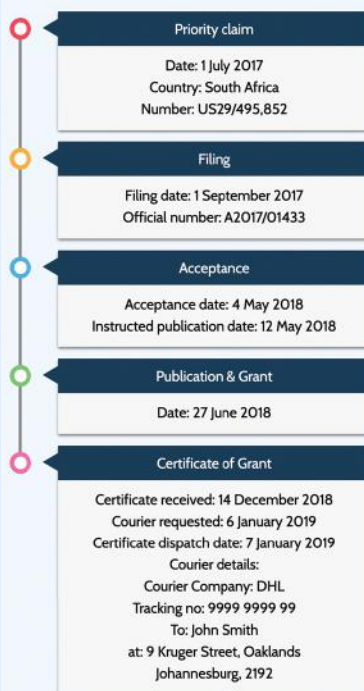 Priority claim
Date: 1 July 2017
Country: South Africa
Number: US29/495,852
Filing
Filing date: 1 September 2017
Official number: A2017/01433
Acceptance
Acceptance date: 4 May 2018
Instructed publication date: 12 May 2018
Publication & Grant
Date: 27 June 2018
Certificate of Grant
Certificate received: 14 December 2018
Courier requested: 6 January 2019
Certificate dispatch date: 7 January 2019
Courier details:
Courier Company: DHL
Tracking no: 9999 9999 99
To: John Smith
at: 9 Kruger Street, Oaklands
Johannesburg, 2192